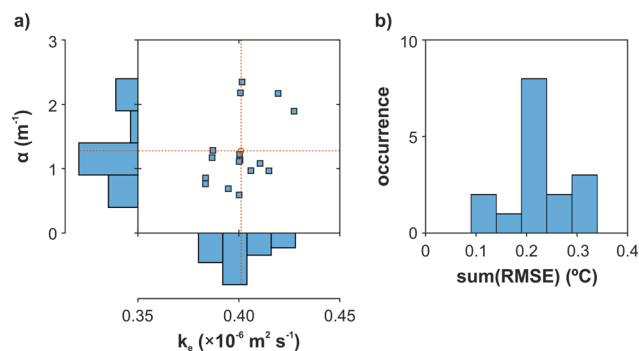 a)
3
2
1
0
α (m⁻¹)
0.35
0.40
0.45
kₑ (×10⁻⁶ m² s⁻¹)
b)
10
5
0
occurrence
0
0.1
0.2
0.3
0.4
sum(RMSE) (ºC)